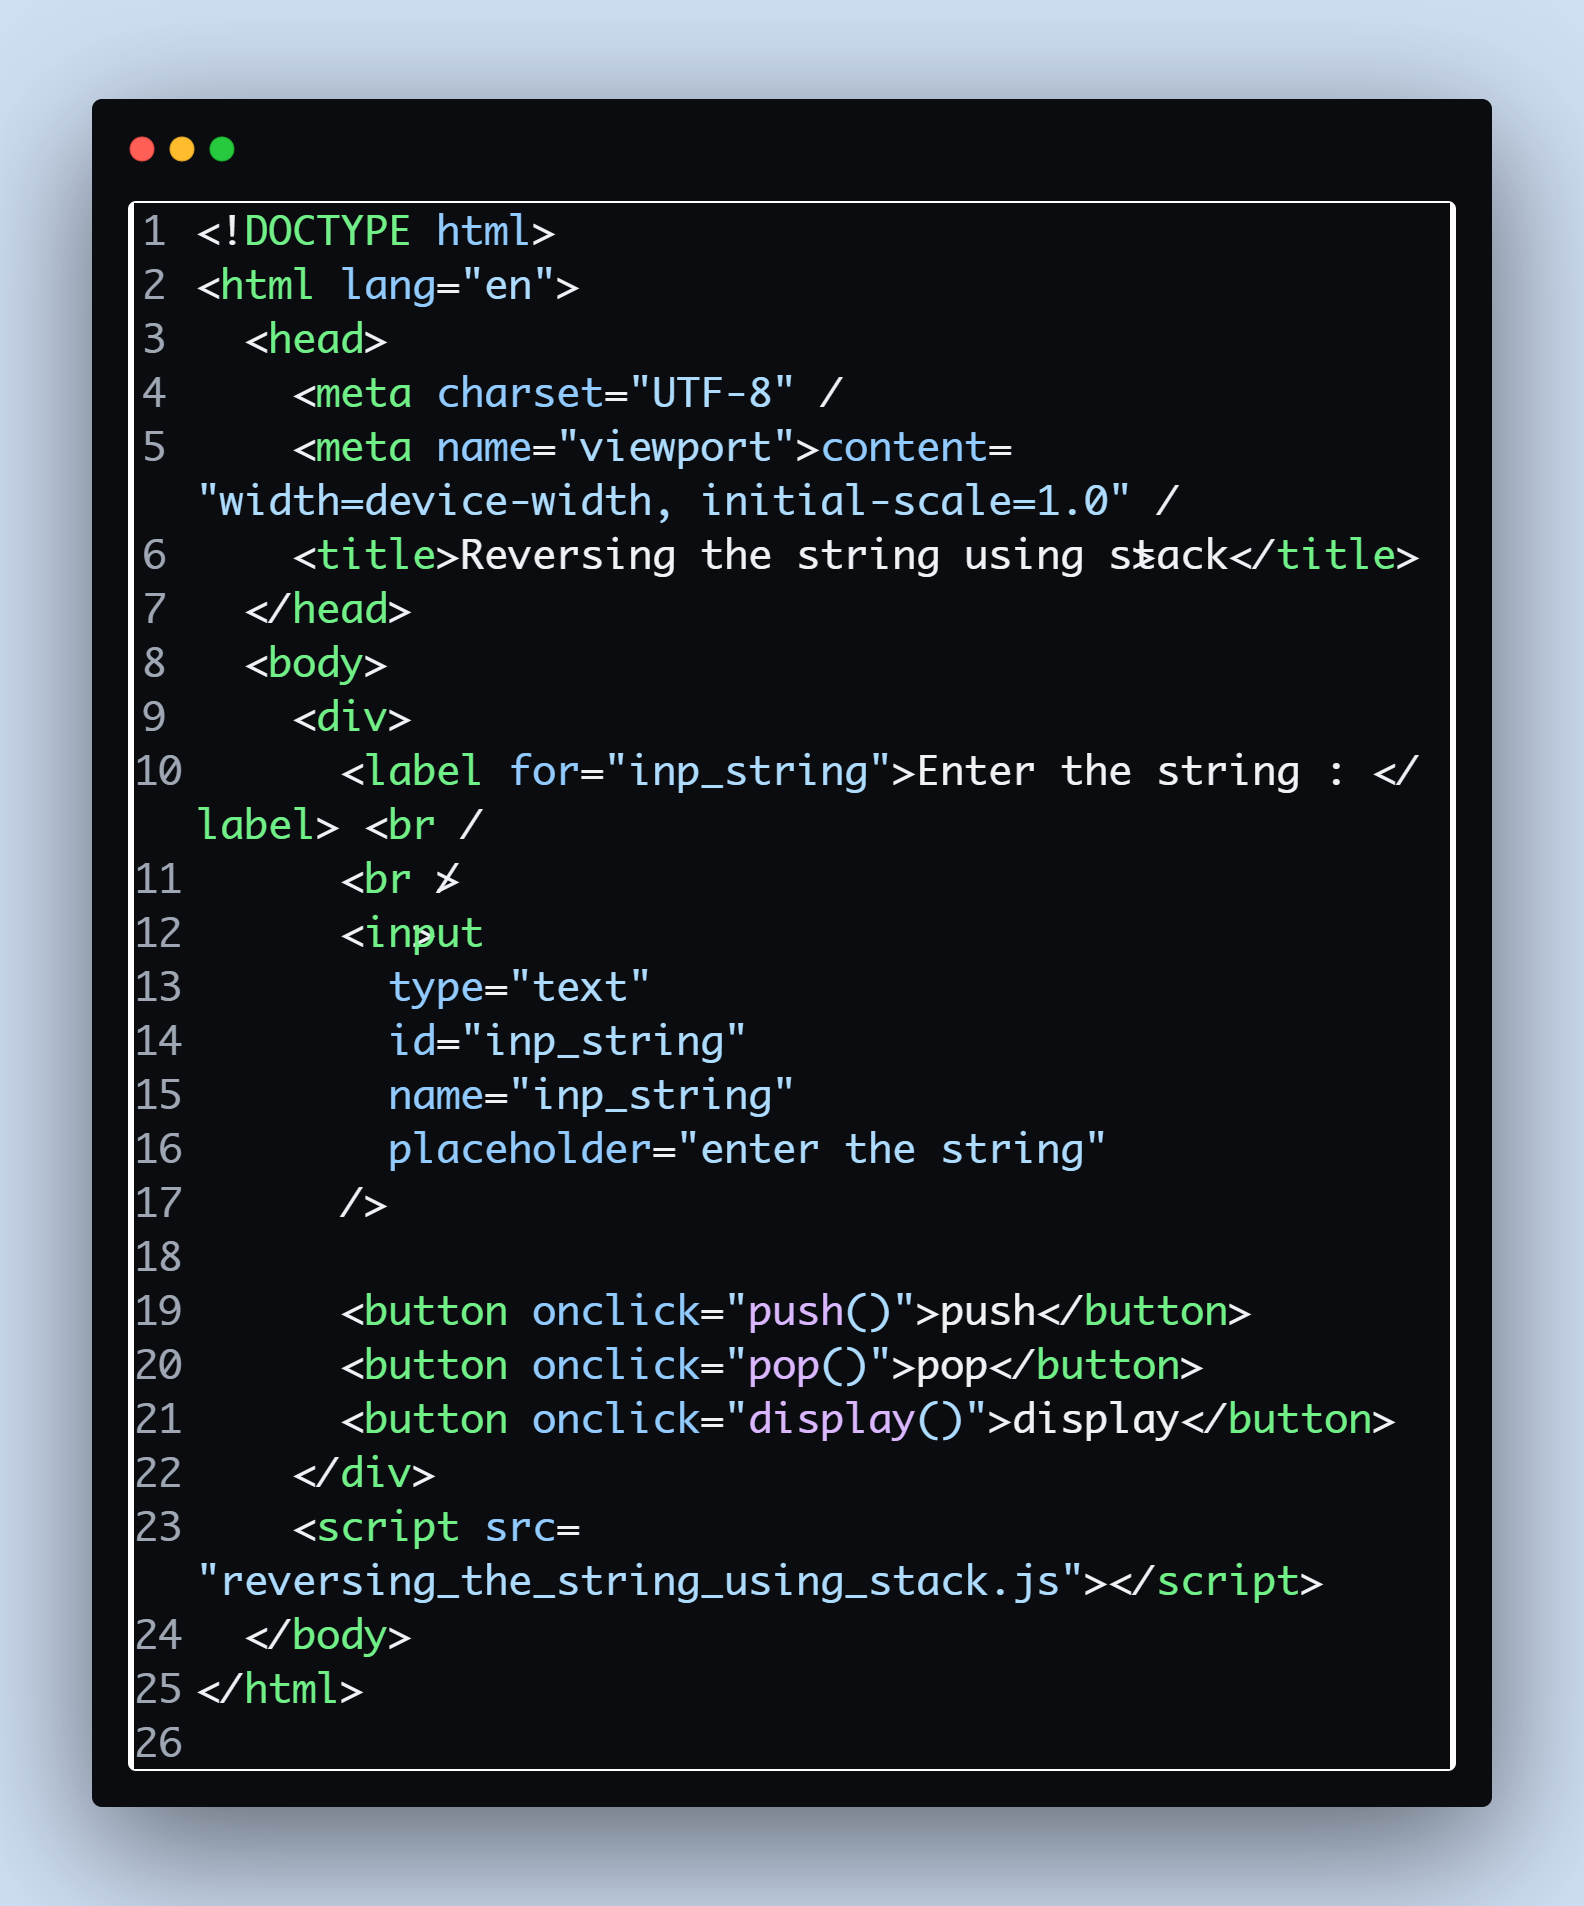 1 <!DOCTYPE html>
2 <html lang="en">
3   <head>
4     <meta charset="UTF-8" /
5     <meta name="viewport">content=
"width=device-width, initial-scale=1.0" /
6     <title>Reversing the string using stack</title>
7   </head>
8   <body>
9     <div>
10       <label for="inp_string">Enter the string : </
label> <br /
11       <br />
12       <input
13         type="text"
14         id="inp_string"
15         name="inp_string"
16         placeholder="enter the string"
17       />
18
19       <button onclick="push()">push</button>
20       <button onclick="pop()">pop</button>
21       <button onclick="display()">display</button>
22     </div>
23     <script src=
"reversing_the_string_using_stack.js"></script>
24   </body>
25 </html>
26